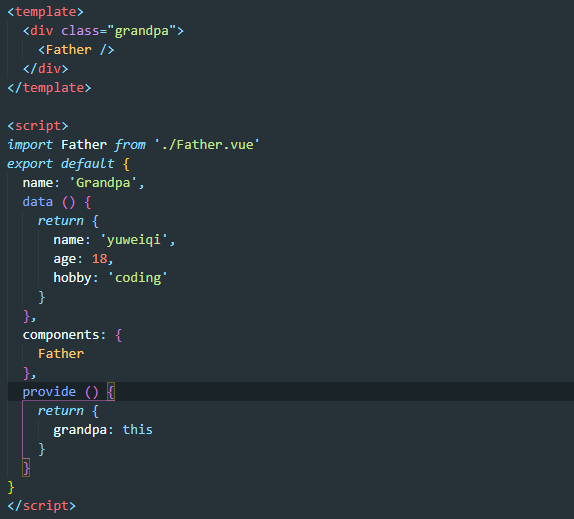 <template>
  <div class="grandpa">
    <Father />
  </div>
</template>

<script>
import Father from './Father.vue'
export default {
  name: 'Grandpa',
  data () {
    return {
      name: 'yuweiqi',
      age: 18,
      hobby: 'coding'
    }
  },
  components: {
    Father
  },
  provide () {
    return {
      grandpa: this
    }
  }
}
</script>